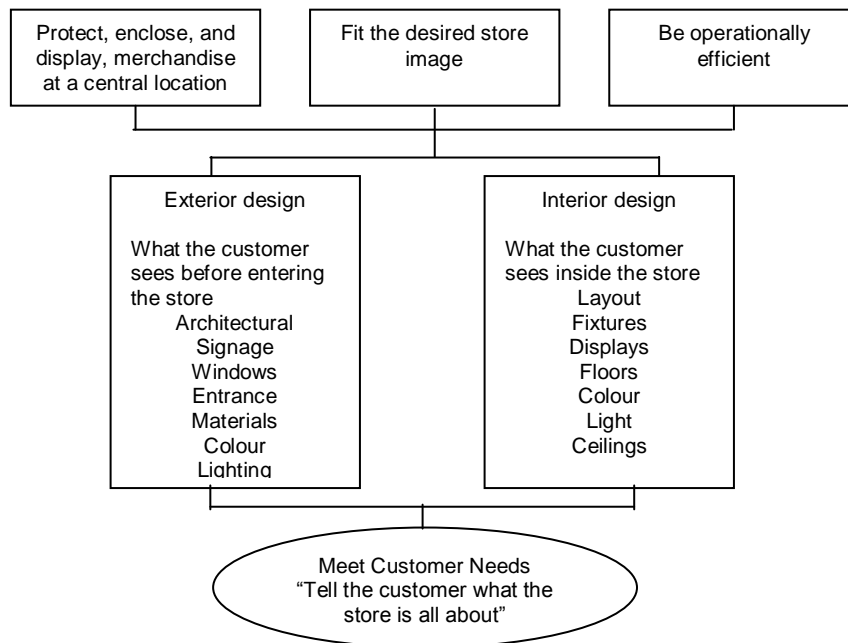 Protect, enclose, and
display, merchandise
at a central location
Fit the desired store
image
Be operationally
efficient
Exterior design
What the customer
sees before entering
the store
Architectural
Signage
Windows
Entrance
Materials
Colour
Lighting
Interior design
What the customer
sees inside the store
Layout
Fixtures
Displays
Floors
Colour
Light
Ceilings
Meet Customer Needs
“Tell the customer what the
store is all about”